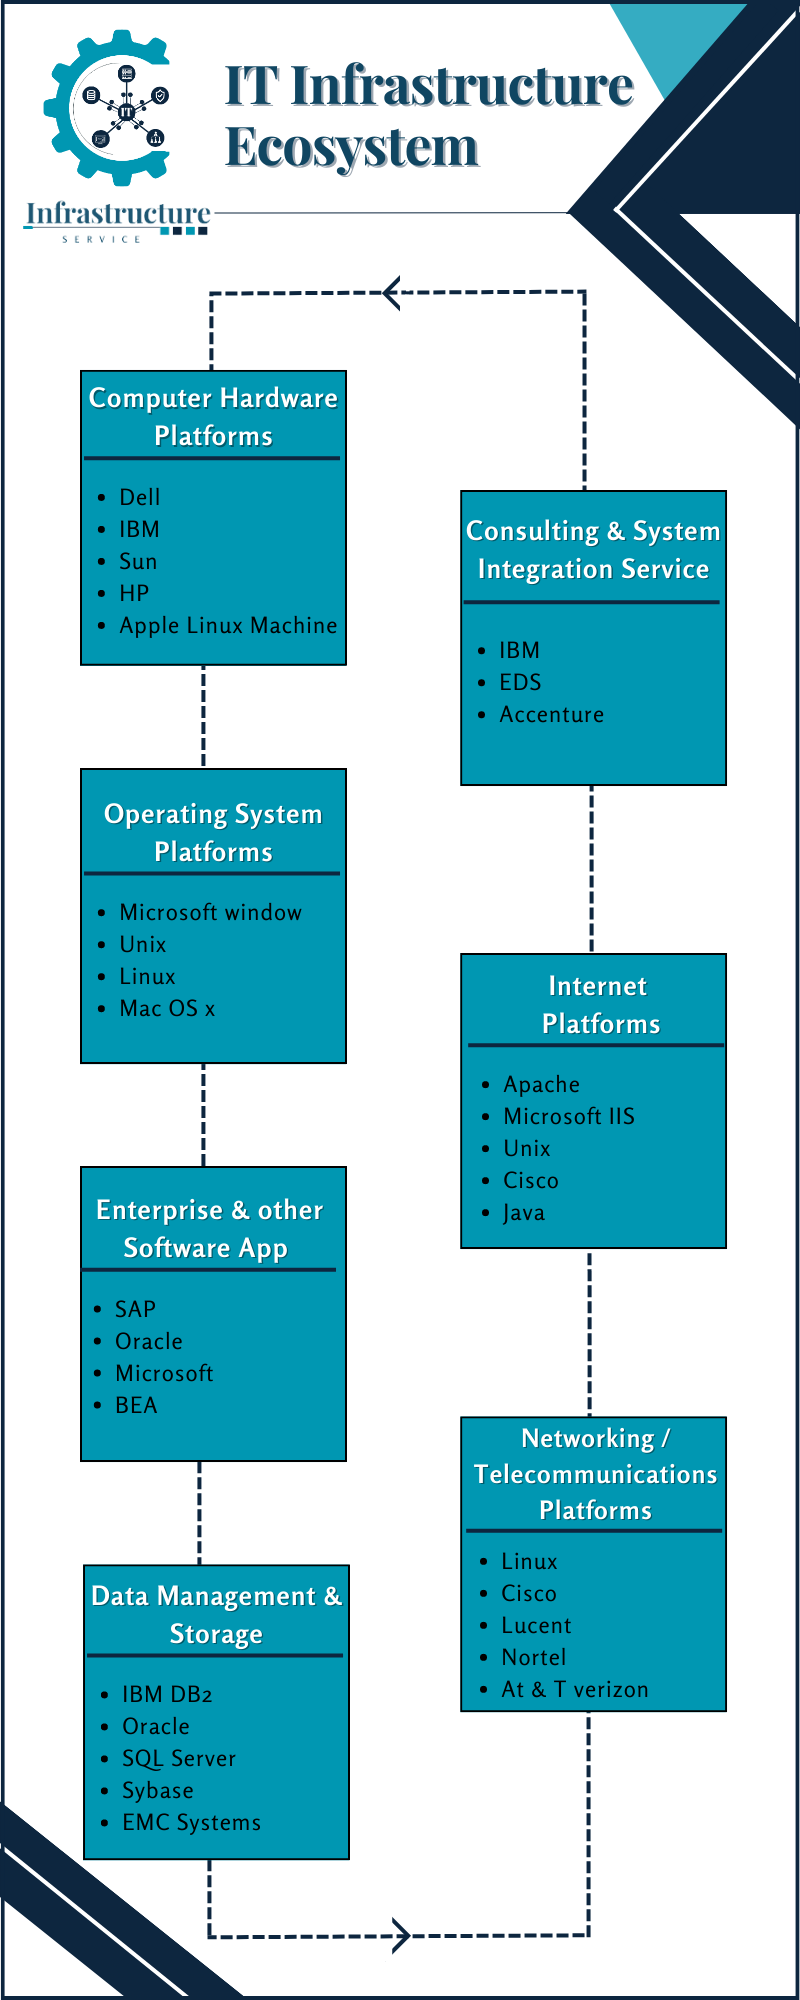 IT Infrastructure
Ecosystem
IT
Infrastructure
SERVICE
Computer Hardware
Platforms
Dell
IBM
Sun
HP
Apple Linux Machine
Operating System
Platforms
Microsoft window
Unix
Linux
Mac OS x
Enterprise & other
Software App
SAP
Oracle
Microsoft
BEA
Data Management &
Storage
IBM DB2
Oracle
SQL Server
Sybase
EMC Systems
Consulting & System
Integration Service
IBM
EDS
Accenture
Internet
Platforms
Apache
Microsoft IIS
Unix
Cisco
Java
Networking /
Telecommunications
Platforms
Linux
Cisco
Lucent
Nortel
At & T verizon